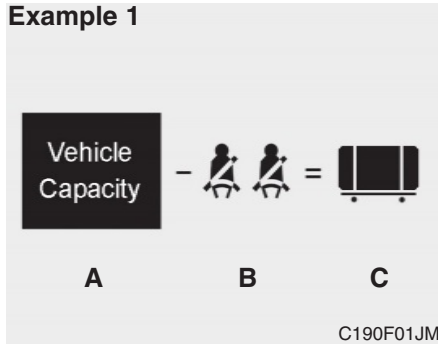 Example 1
Vehicle
Capacity
- =
A B C
C190F01JM